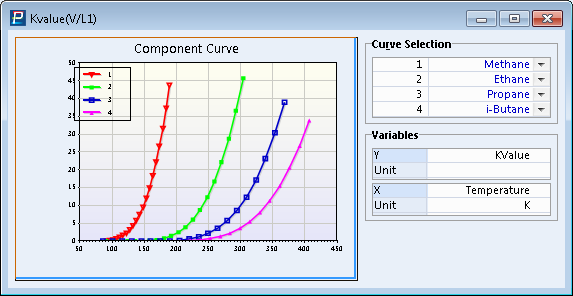 Kvalue(V/L1)
Component Curve
50
45
40
35
30
25
20
15
10
5
0
50
100
150
200
250
300
350
400
450
1
2
3
4
Curve Selection
1 Methane
2 Ethane
3 Propane
4 i-Butane
Variables
Y KValue
Unit
X Temperature
Unit K